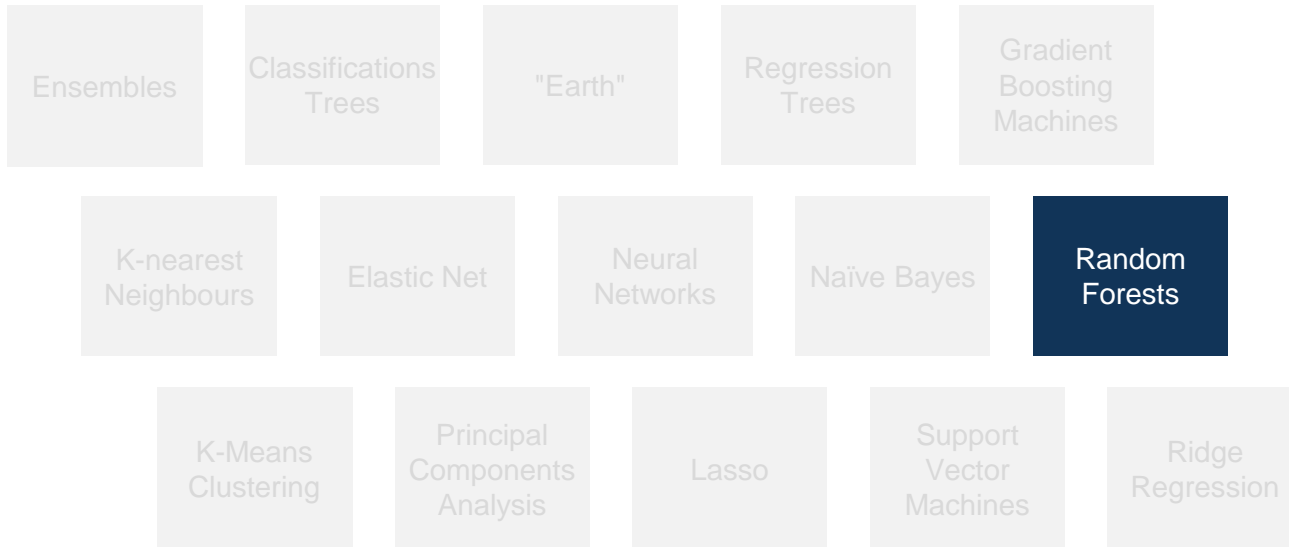 Ensembles
Classifications
Trees
"Earth"
Regression
Trees
Gradient
Boosting
Machines
K-nearest
Neighbours
Elastic Net
Neural
Networks
Naïve Bayes
Random
Forests
K-Means
Clustering
Principal
Components
Analysis
Lasso
Support
Vector
Machines
Ridge
Regression